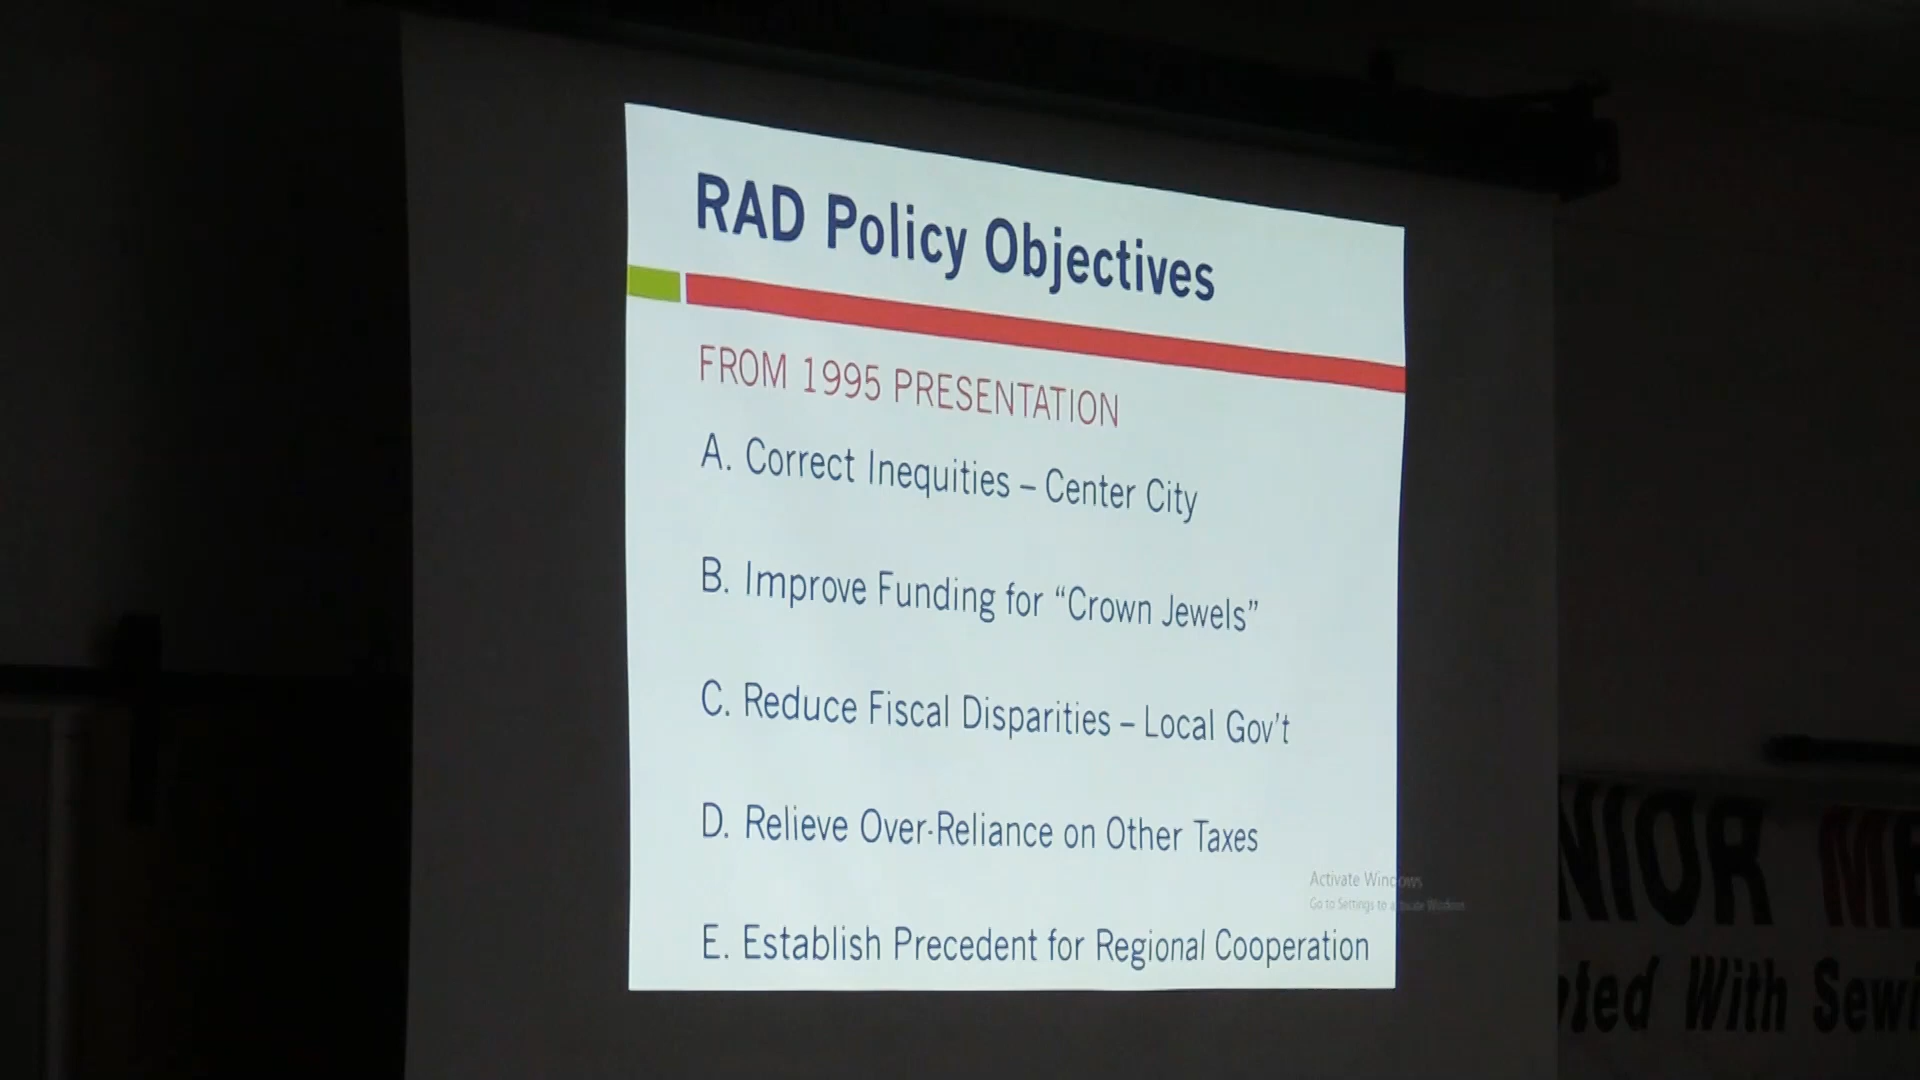 RAD Policy Objectives
FROM 1995 PRESENTATION
A. Correct Inequities – Center City
B. Improve Funding for “Crown Jewels”
C. Reduce Fiscal Disparities – Local Gov't
D. Relieve Over-Reliance on Other Taxes
Activate Windows
Go to Settings to activate Windows.
E. Establish Precedent for Regional Cooperation
With